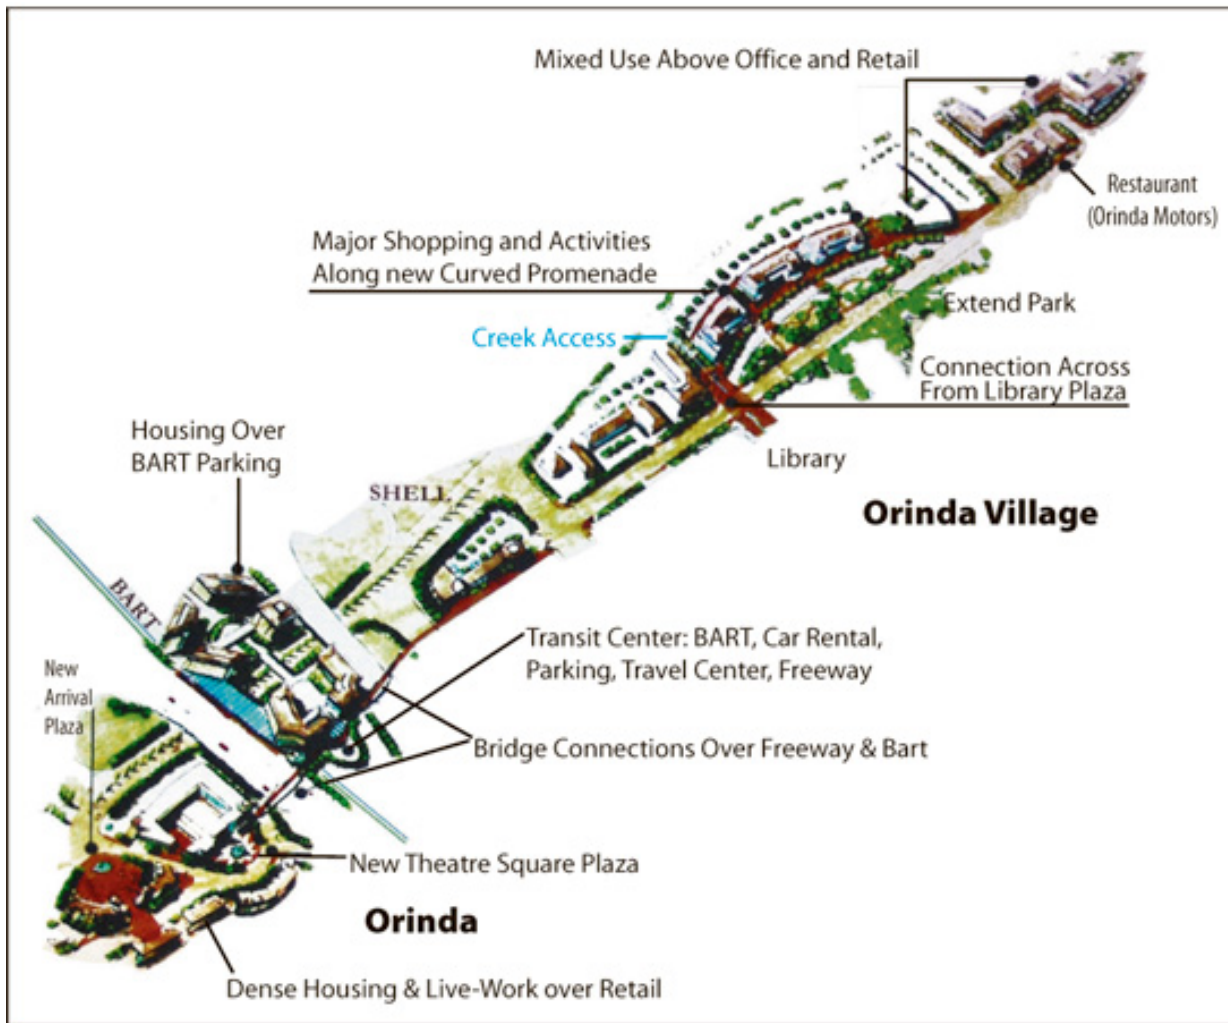 Mixed Use Above Office and Retail
Restaurant
(Orinda Motors)
Major Shopping and Activities
Along new Curved Promenade
Extend Park
Creek Access
Connection Across
From Library Plaza
Housing Over
BART Parking
Library
SHELL
Orinda Village
BART
Transit Center: BART, Car Rental,
Parking, Travel Center, Freeway
New
Arrival
Plaza
Bridge Connections Over Freeway & Bart
New Theatre Square Plaza
Orinda
Dense Housing & Live-Work over Retail